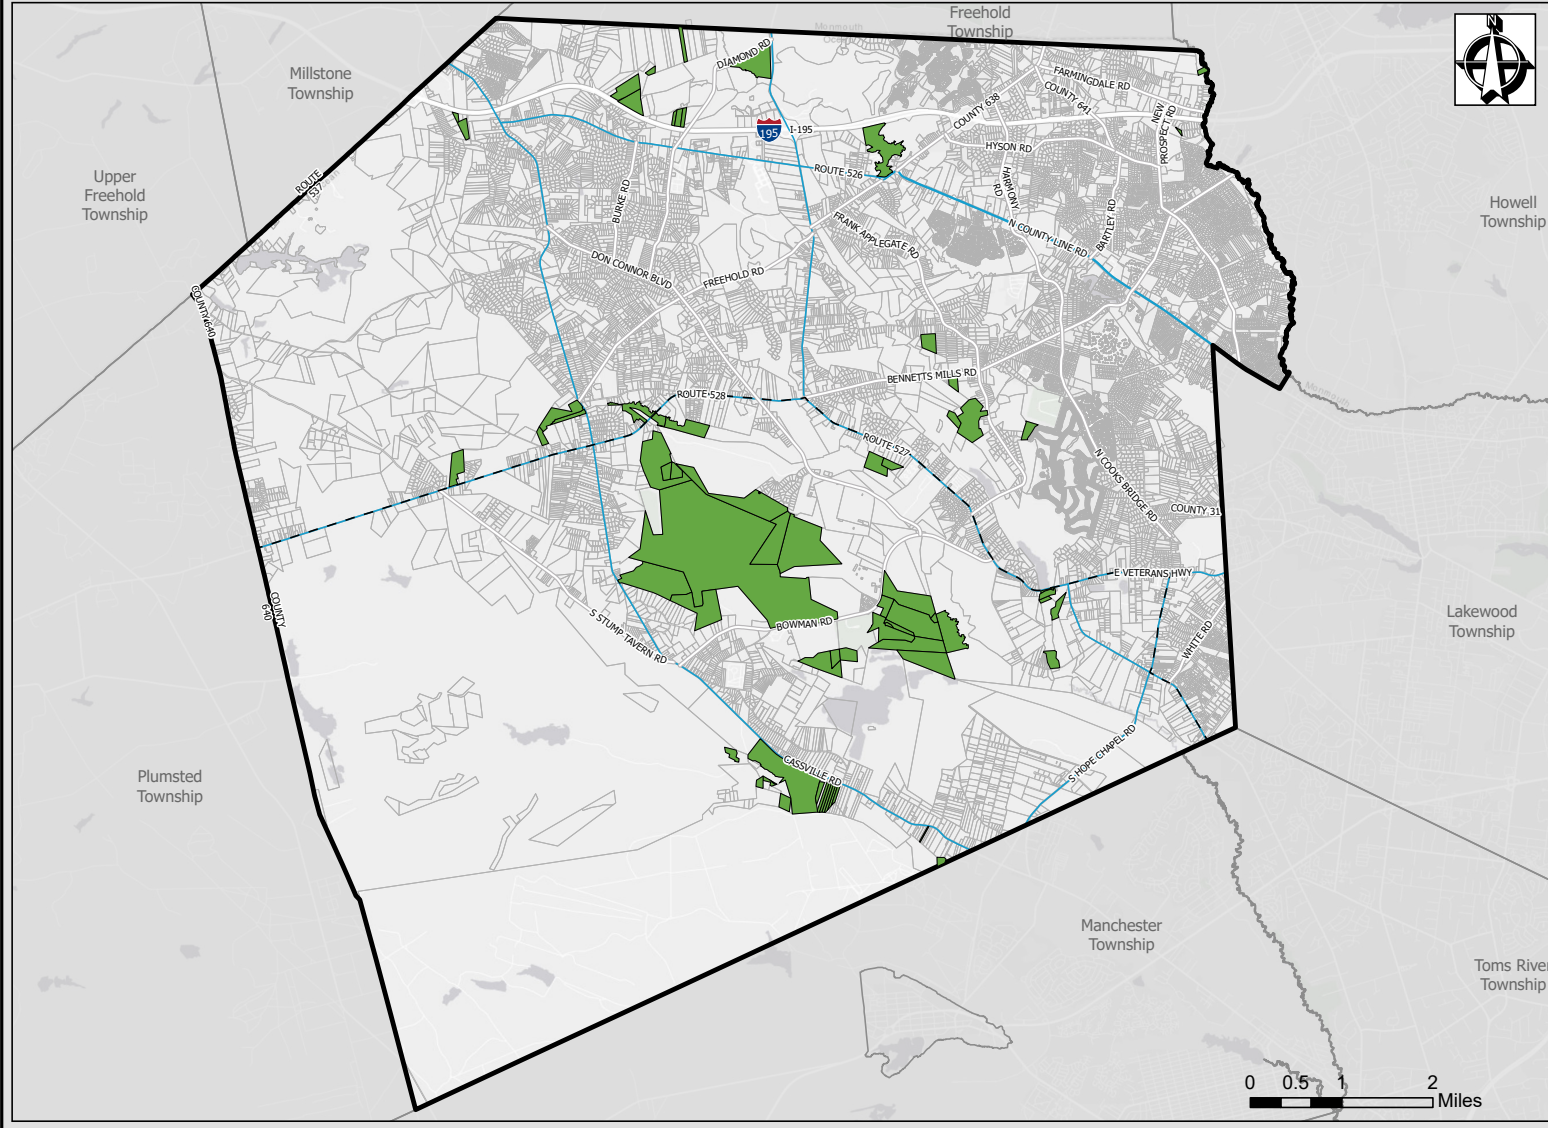 Freehold
Township
N
Monmouth
Millstone
Township
DIAMOND RD
FARMINGDALE RD
COUNTY 641
COUNTY 638
NEW
PROSPECT RD
195
I-195
HYSON RD
ROUTE 526
HARMONY
RD
Upper
Freehold
Township
ROUTE
537
BURKE RD
BARTLEY RD
Howell
Township
FRANK APPLEGATE RD
N COUNTY LINE RD
DON CONNOR BLVD
FREEHOLD RD
COUNTY 640
BENNETTS MILLS RD
Monmouth
ROUTE 528
ROUTE 527
N COOKS BRIDGE RD
COUNTY 31
E VETERANS HWY
COUNTY
640
S STUMP TAVERN RD
BOWMAN RD
WHITE RD
Lakewood
Township
Plumsted
Township
CASSVILLE RD
S HOPE CHAPEL RD
Manchester
Township
Toms River
Township
0 0.5 1 2
Miles